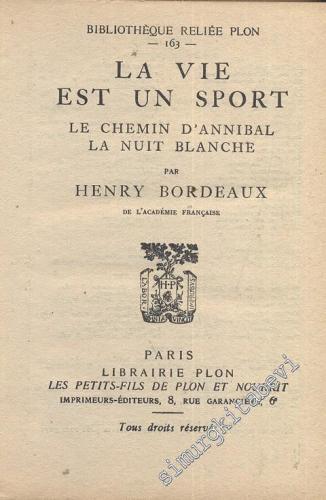 BIBLIOTHÈQUE RELIÉE PLON
— 163 —
LA VIE
EST UN SPORT
LE CHEMIN D'ANNIBAL
LA NUIT BLANCHE
PAR
HENRY BORDEAUX
DE L'ACADÉMIE FRANÇAISE
LABOR
H·P
PARIS
LIBRAIRIE PLON
LES PETITS-FILS DE PLON ET NOURRIT
IMPRIMEURS-ÉDITEURS, 8, RUE GARANCIÈRE, 6e
Tous droits réservés
simurgkitabevi.com